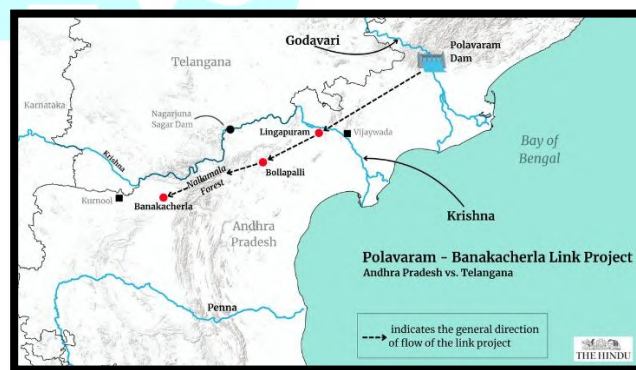 Godavari
Polavaram
Dam
Telangana
Karnataka
Nagarjuna
Sagar Dam
Lingapuram
Vijaywada
Bay of
Bengal
Krishna
Bollapalli
Nallamala
Forest
Kurnool
Banakacherla
Andhra
Pradesh
Krishna
Polavaram - Banakacherla Link Project
Andhra Pradesh vs. Telangana
Penna
indicates the general direction
of flow of the link project
THE HINDU